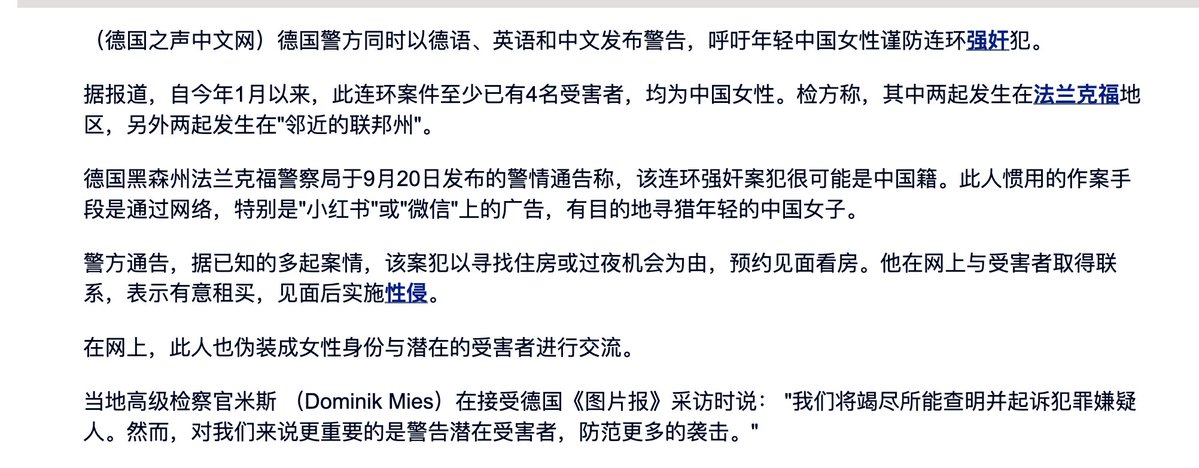 （德国之声中文网）德国警方同时以德语、英语和中文发布警告，呼吁年轻中国女性谨防连环强奸犯。
据报道，自今年1月以来，此连环案件至少已有4名受害者，均为中国女性。检方称，其中两起发生在法兰克福地
区，另外两起发生在"邻近的联邦州"。
德国黑森州法兰克福警察局于9月20日发布的警情通告称，该连环强奸案犯很可能是中国籍。此人惯用的作案手
段是通过网络，特别是"小红书"或"微信"上的广告，有目的地寻猎年轻的中国女子。
警方通告，据已知的多起案情，该案犯以寻找住房或过夜机会为由，预约见面看房。他在网上与受害者取得联
系，表示有意租买，见面后实施性侵。
在网上，此人也伪装成女性身份与潜在的受害者进行交流。
当地高级检察官米斯 （Dominik Mies）在接受德国《图片报》采访时说： "我们将竭尽所能查明并起诉犯罪嫌疑
人。然而，对我们来说更重要的是警告潜在受害者，防范更多的袭击。"